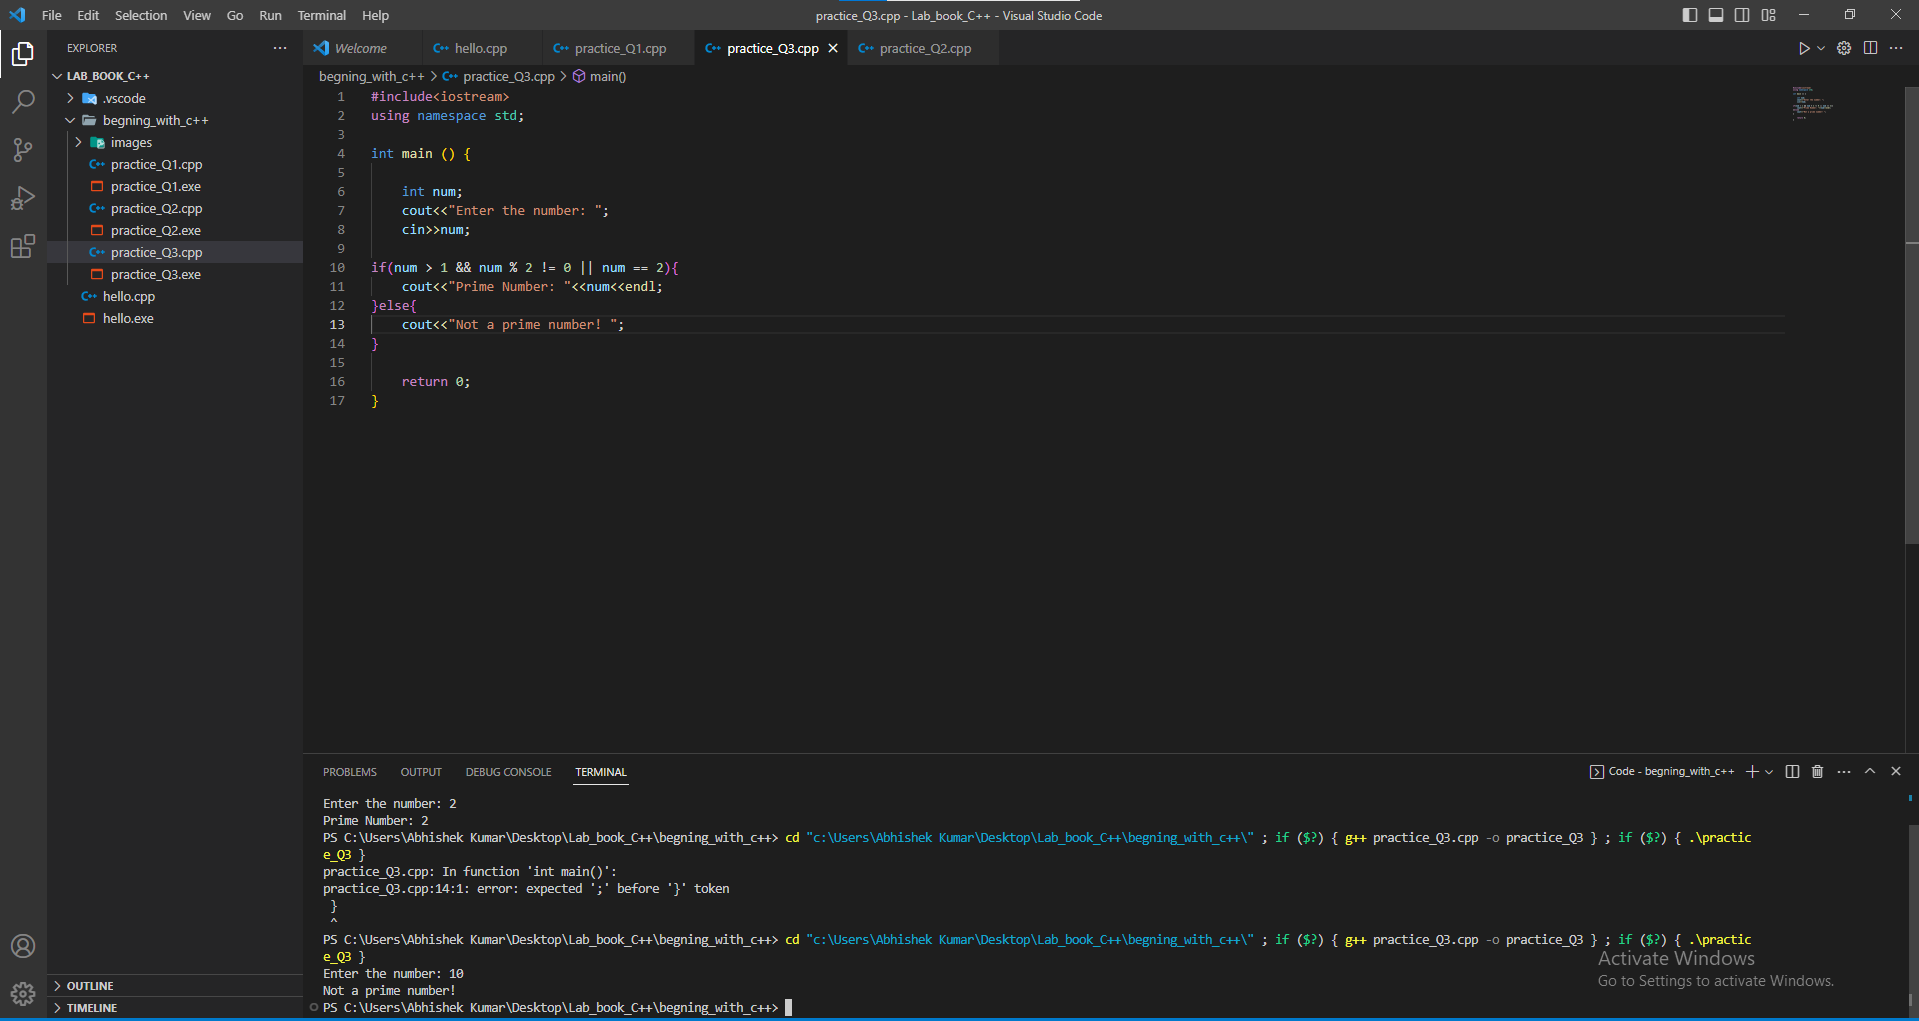 File Edit Selection View Go Run Terminal Help
practice_Q3.cpp - Lab_book_C++ - Visual Studio Code
EXPLORER
LAB_BOOK_C++
.vscode
begning_with_c++
images
practice_Q1.cpp
practice_Q1.exe
practice_Q2.cpp
practice_Q2.exe
practice_Q3.cpp
practice_Q3.exe
hello.cpp
hello.exe
OUTLINE
TIMELINE
Welcome hello.cpp practice_Q1.cpp practice_Q3.cpp practice_Q2.cpp
begning_with_c++ > practice_Q3.cpp > main()
1 #include<iostream>
2 using namespace std;
3
4 int main () {
5
6 int num;
7 cout<<"Enter the number: ";
8 cin>>num;
9
10 if(num > 1 && num % 2 != 0 || num == 2){
11 cout<<"Prime Number: "<<num<<endl;
12 }else{
13 cout<<"Not a prime number! ";
14 }
15
16 return 0;
17 }
PROBLEMS OUTPUT DEBUG CONSOLE TERMINAL
Code - begning_with_c++
Enter the number: 2
Prime Number: 2
PS C:\Users\Abhishek Kumar\Desktop\Lab_book_C++\begning_with_c++> cd "c:\Users\Abhishek Kumar\Desktop\Lab_book_C++\begning_with_c++\" ; if ($?) { g++ practice_Q3.cpp -o practice_Q3 } ; if ($?) { .\practic
e_Q3 }
practice_Q3.cpp: In function 'int main()':
practice_Q3.cpp:14:1: error: expected ';' before '}' token
}
^
PS C:\Users\Abhishek Kumar\Desktop\Lab_book_C++\begning_with_c++> cd "c:\Users\Abhishek Kumar\Desktop\Lab_book_C++\begning_with_c++\" ; if ($?) { g++ practice_Q3.cpp -o practice_Q3 } ; if ($?) { .\practic
e_Q3 }
Enter the number: 10
Not a prime number!
PS C:\Users\Abhishek Kumar\Desktop\Lab_book_C++\begning_with_c++>
Activate Windows
Go to Settings to activate Windows.